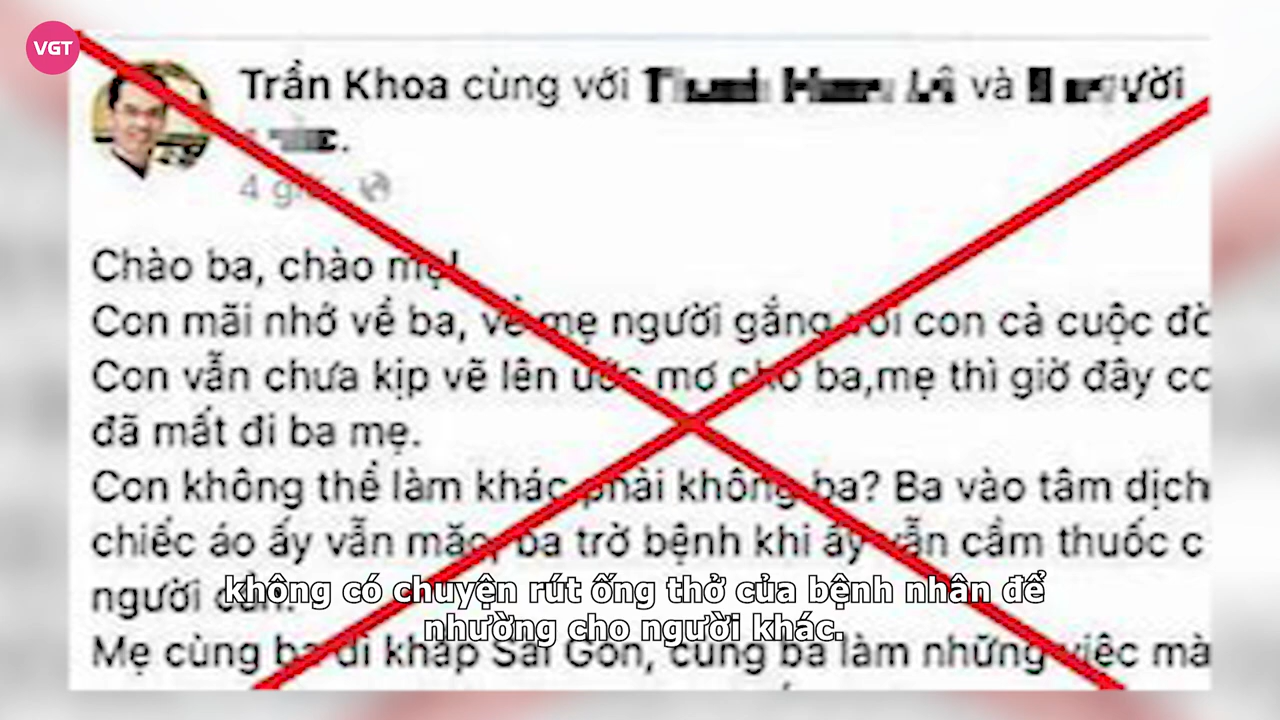 VGT
Trần Khoa cùng với và
4
Chào ba, chào mẹ!
Con mãi nhớ về ba, về mẹ người gắng với con cả cuộc
Con vẫn chưa kịp vẽ lên ước mơ cho ba,mẹ thì giờ đây
đã mất đi ba mẹ.
Con không thể làm khác phải không ba? Ba vào tâm dịch
chiếc áo ấy vẫn mặc, ba trở bệnh khi ấy vẫn cầm thuốc
người
không có chuyện rút ống thở của bệnh nhân để
nhường cho người khác.
Mẹ cùng ba đi khắp Sài Gòn, cùng ba làm những việc mà